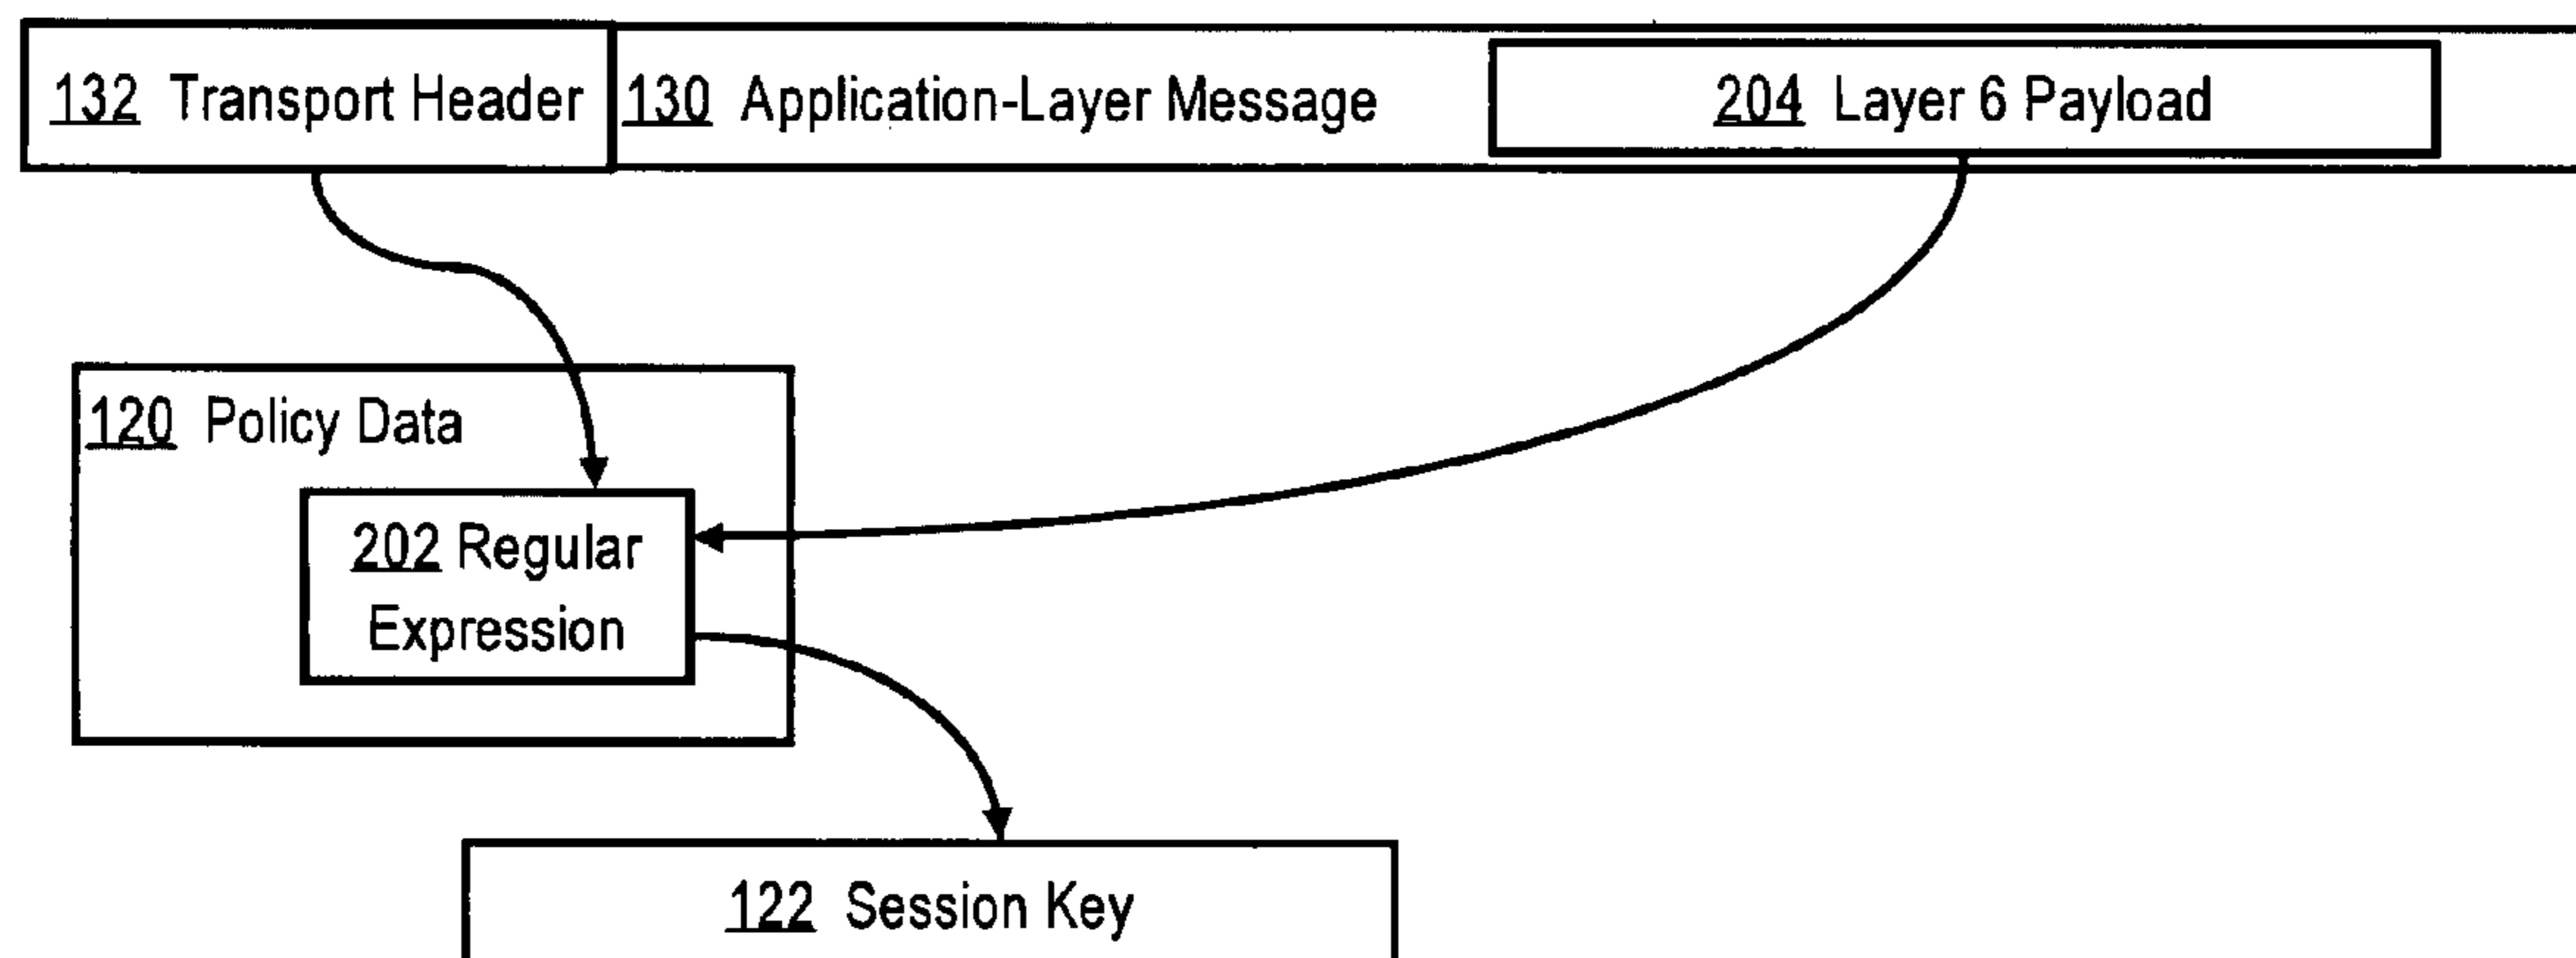 132 Transport Header 130 Application-Layer Message 204 Layer 6 Payload
120 Policy Data
202 Regular
Expression
122 Session Key